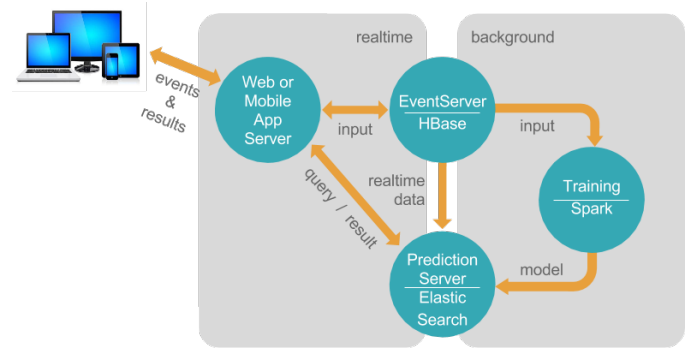 realtime
background
events
&
results
Web or
Mobile
App
Server
input
EventServer
HBase
input
query / result
realtime
data
Training
Spark
Prediction
Server
Elastic
Search
model